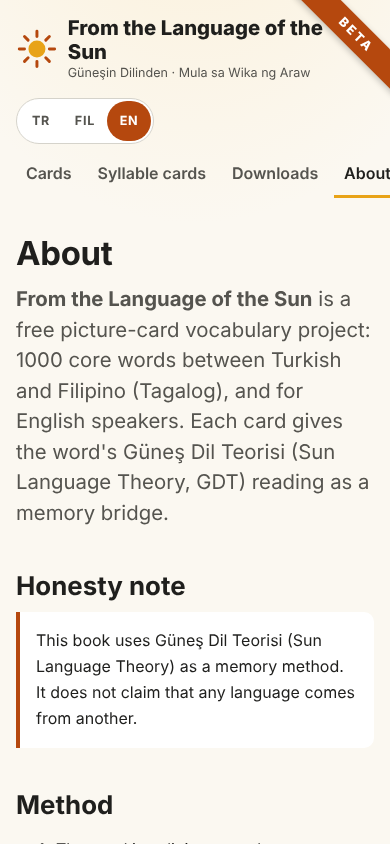 From the Language of the
Sun
Güneşin Dilinden · Mula sa Wika ng Araw
BETA
TR FIL EN
Cards Syllable cards Downloads About
About
From the Language of the Sun is a
free picture-card vocabulary project:
1000 core words between Turkish
and Filipino (Tagalog), and for
English speakers. Each card gives
the word's Güneş Dil Teorisi (Sun
Language Theory, GDT) reading as a
memory bridge.
Honesty note
This book uses Güneş Dil Teorisi (Sun
Language Theory) as a memory method.
It does not claim that any language comes
from another.
Method